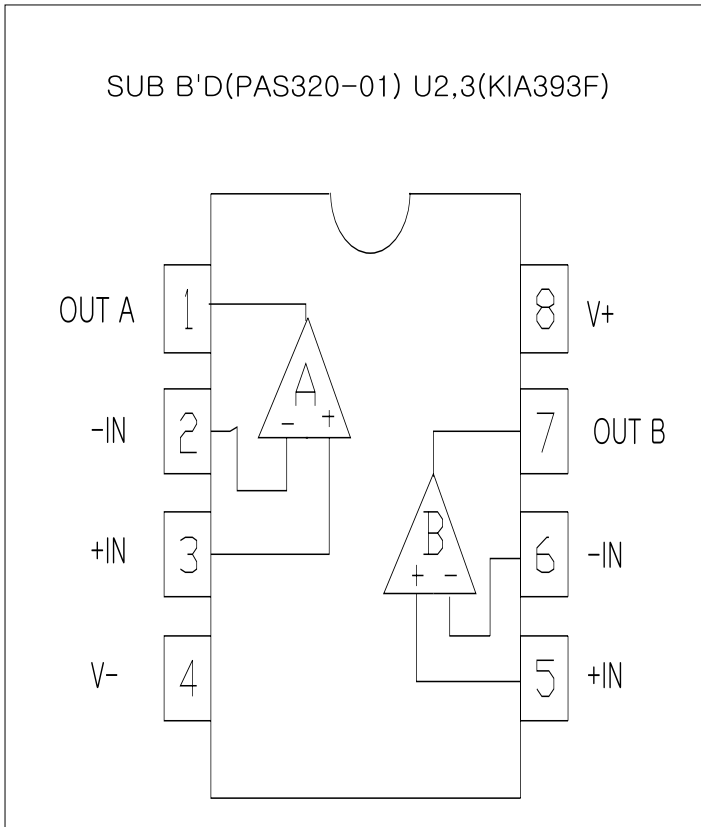 SUB B'D(PAS320-01) U2,3(KIA393F)
OUT A 1
8 V+
A
- +
-IN 2
7 OUT B
B
+ -
+IN 3
6 -IN
V- 4
5 +IN